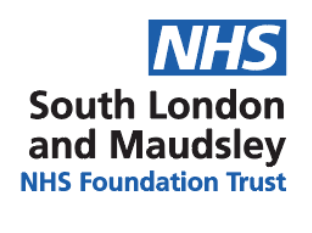 NHS
South London
and Maudsley
NHS Foundation Trust